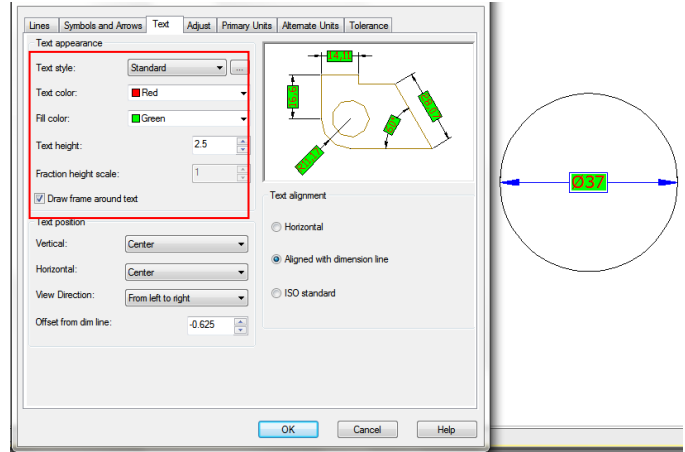 Lines Symbols and Arrows Text Adjust Primary Units Alternate Units Tolerance
Text appearance
Text style: Standard ...
Text color: Red
Fill color: Green
Text height: 2.5
Fraction height scale: 1
Draw frame around text
14,11
Text position
Vertical: Center
Horizontal: Center
View Direction: From left to right
Offset from dim line: -0.625
Text alignment
Horizontal
Aligned with dimension line
ISO standard
Ø37
OK Cancel Help